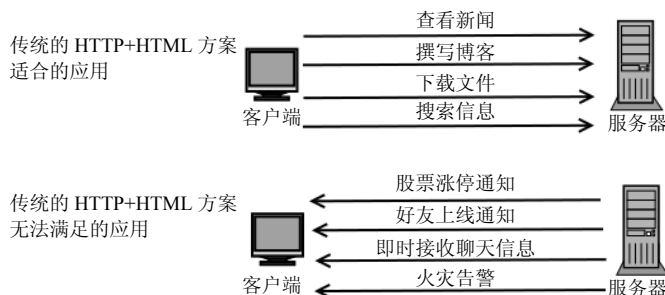 查看新闻
传统的 HTTP+HTML 方案
适合的应用
撰写博客
下载文件
搜索信息
客户端
服务器
股票涨停通知
传统的 HTTP+HTML 方案
无法满足的应用
好友上线通知
即时接收聊天信息
火灾告警
客户端
服务器